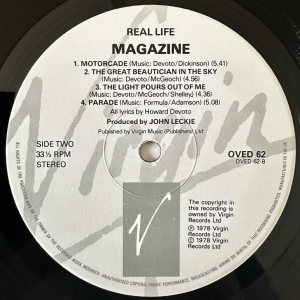 REAL LIFE
MAGAZINE
1. MOTORCADE (Music: Devoto/Dickinson) (5.41)
2. THE GREAT BEAUTICIAN IN THE SKY
(Music: Devoto/McGeoch) (4.56)
3. THE LIGHT POURS OUT OF ME
(Music: Devoto/McGeoch/Shelley) (4.36)
4. PARADE (Music: Formula/Adamson) (5.08)
All lyrics by Howard Devoto
Produced by JOHN LECKIE
Published by Virgin Music (Publishers) Ltd
SIDE TWO
33⅓ RPM
STEREO
OVED 62
OVED 62 B
Virgin
The copyright in
this recording is
owned by Virgin
Records Ltd
℗ 1978 Virgin
Records Ltd
© 1978 Virgin
Records Ltd
V